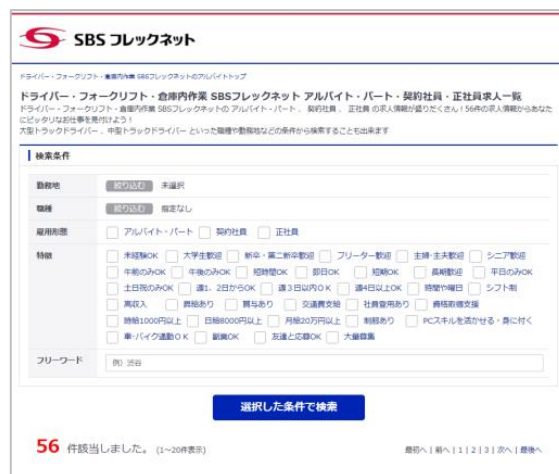 SBS フレックネット
ドライバー・フォークリフト・倉庫内作業 SBSフレックネットのアルバイトトップ
ドライバー・フォークリフト・倉庫内作業 SBSフレックネット アルバイト・パート・契約社員・正社員求人一覧
ドライバー・フォークリフト・倉庫内作業 SBSフレックネットの アルバイト・パート 、 契約社員 、 正社員 の求人情報が盛りだくさん！56件の求人情報からあなた
にピッタリなお仕事を見付けよう！
大型トラックドライバー 、中型トラックドライバー といった職種や勤務地などの条件から検索することも出来ます
検索条件
勤務地 絞り込む 未選択
職種 絞り込む 指定なし
雇用形態 アルバイト・パート 契約社員 正社員
特徴 未経験OK 大学生歓迎 新卒・第二新卒歓迎 フリーター歓迎 主婦・主夫歓迎 シニア歓迎
午前のみOK 午後のみOK 短時間OK 即日OK 短期OK 長期歓迎 平日のみOK
土日祝のみOK 週1、2日からOK 週３日以内ＯＫ 週4日以上OK 時間や曜日 シフト制
高収入 昇給あり 賞与あり 交通費支給 社員登用あり 資格取得支援
時給1000円以上 日給8000円以上 月給20万円以上 制服あり PCスキルを活かせる・身に付く
車・バイク通勤ＯＫ 副業OK 友達と応募OK 大量募集
フリーワード 例）渋谷
選択した条件で検索
56 件該当しました。 (1～20件表示) 最初へ | 前へ | 1 | 2 | 3 | 次へ | 最後へ